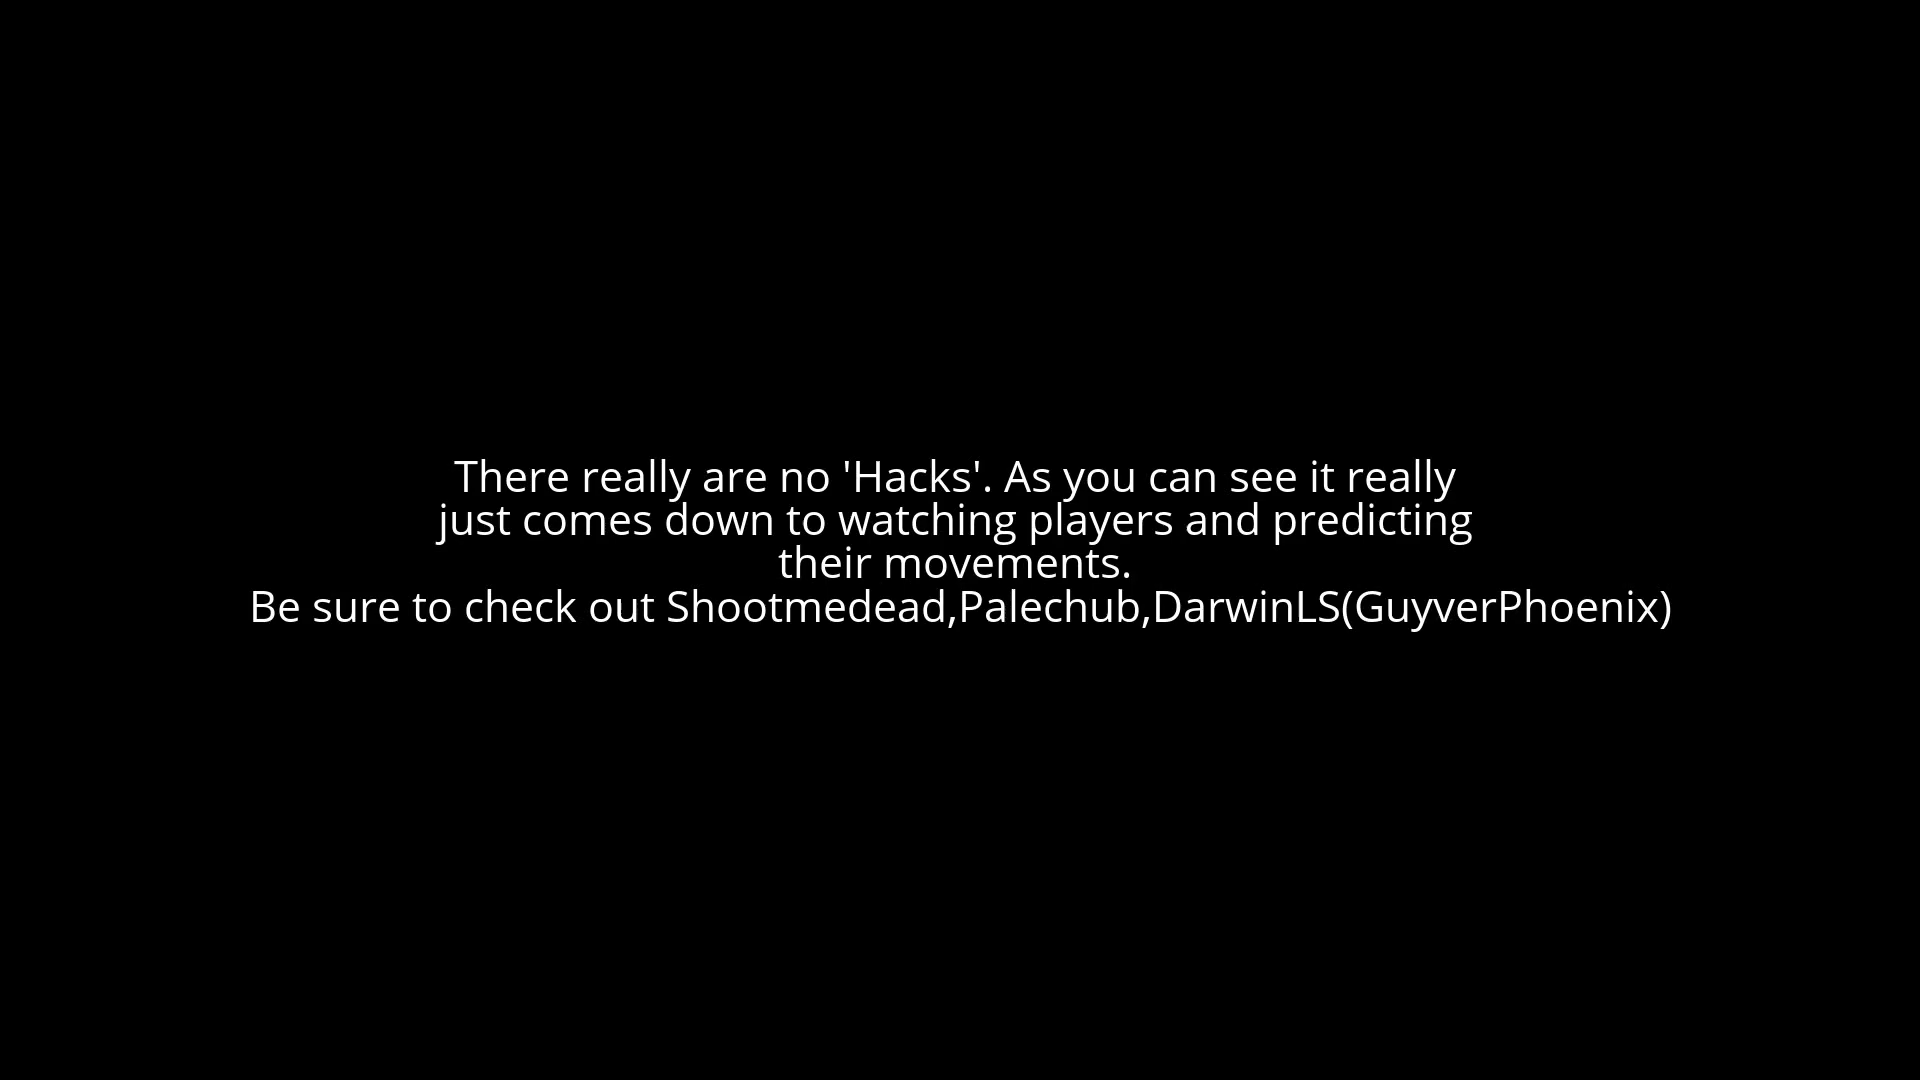 There really are no 'Hacks'. As you can see it really
just comes down to watching players and predicting
their movements.
Be sure to check out Shootmedead,Palechub,DarwinLS(GuyverPhoenix)